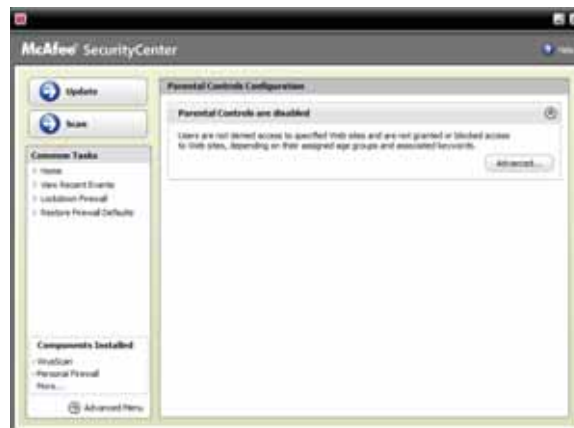 McAfee SecurityCenter
Help
Update
Scan
Common Tasks
Home
View Recent Events
Lockdown Firewall
Restore Firewall Defaults
Components Installed
VirusScan
Personal Firewall
More...
Advanced Menu
Parental Controls Configuration
Parental Controls are disabled
Users are not denied access to specified Web sites and are not granted or blocked access
to Web sites, depending on their assigned age groups and associated keywords.
Advanced...